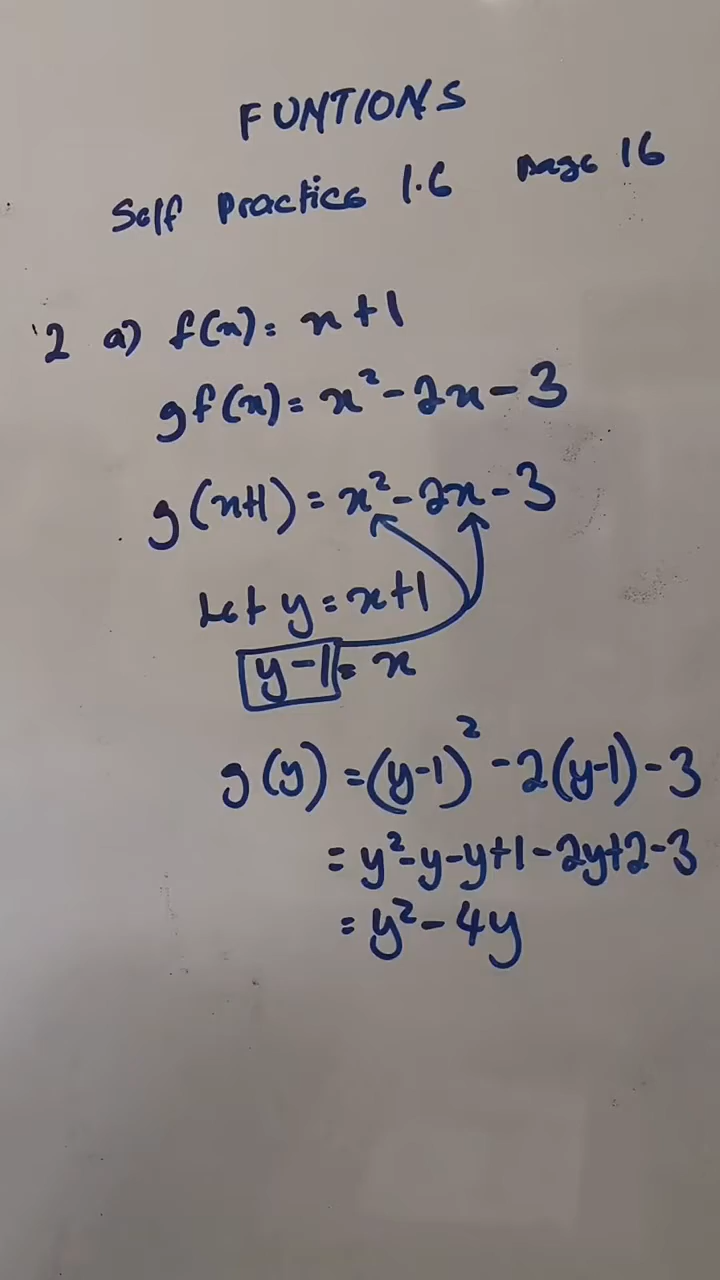 FUNTIONS
Self Practice 1.6 page 16
2 a) f(x) = x+1
gf(x) = x² - 2x - 3
g(x+1) = x² - 2x - 3
Let y = x+1
y-1 = x
g(y) = (y-1)² - 2(y-1) - 3
= y² - y - y + 1 - 2y + 2 - 3
= y² - 4y